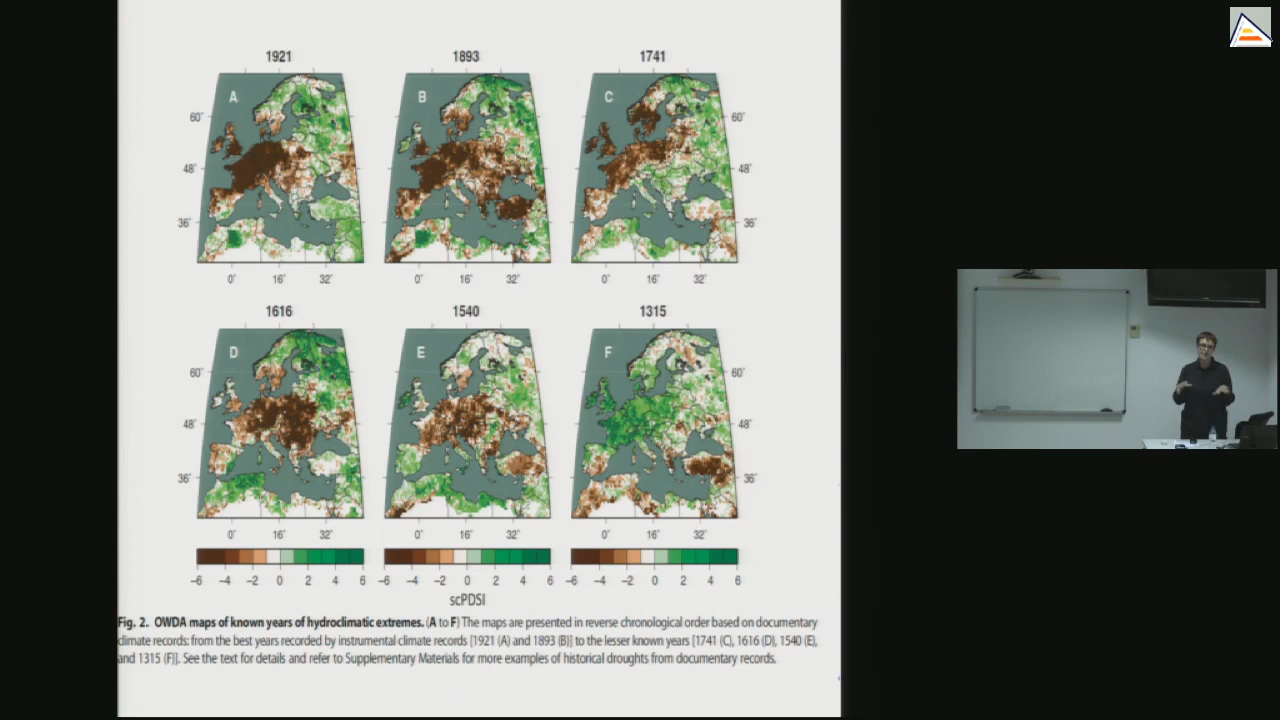 1921 1893 1741
A B C
60° 60°
48° 48°
36° 36°
0° 16° 32° 0° 16° 32° 0° 16° 32°
1616 1540 1315
D E F
60° 60°
48° 48°
36° 36°
0° 16° 32° 0° 16° 32° 0° 16° 32°
−6 −4 −2 0 2 4 6 −6 −4 −2 0 2 4 6 −6 −4 −2 0 2 4 6
scPDSI
Fig. 2. OWDA maps of known years of hydroclimatic extremes. (A to F) The maps are presented in reverse chronological order based on documentary
climate records: from the best years recorded by instrumental climate records [1921 (A) and 1893 (B)] to the lesser known years [1741 (C), 1616 (D), 1540 (E),
and 1315 (F)]. See the text for details and refer to Supplementary Materials for more examples of historical droughts from documentary records.